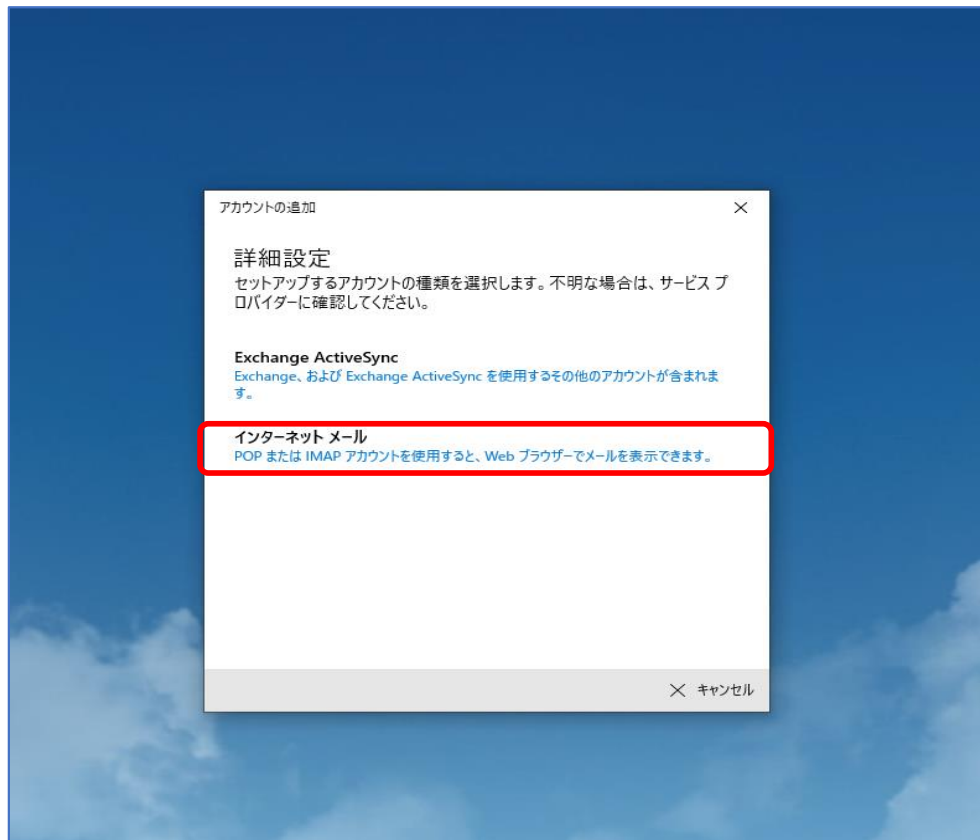 アカウントの追加
詳細設定
セットアップするアカウントの種類を選択します。不明な場合は、サービス プ
ロバイダーに確認してください。
Exchange ActiveSync
Exchange、および Exchange ActiveSync を使用するその他のアカウントが含まれま
す。
インターネット メール
POP または IMAP アカウントを使用すると、Web ブラウザーでメールを表示できます。
キャンセル